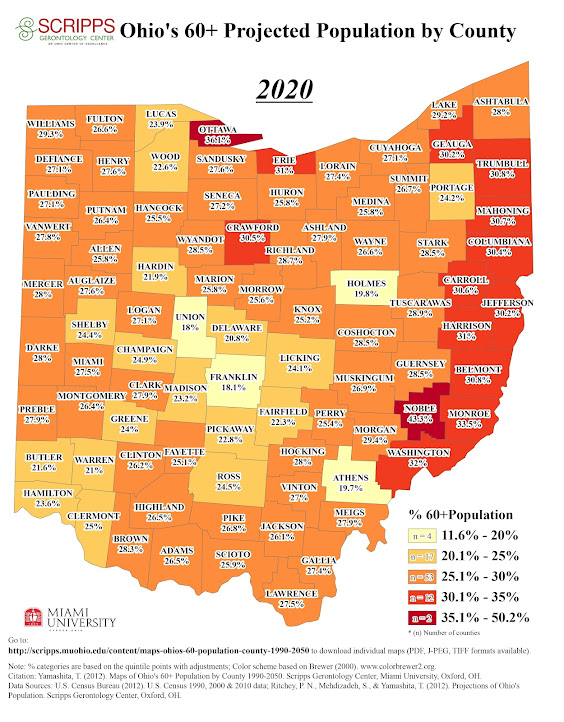 SCRIPPS
GERONTOLOGY CENTER
AN OHIO CENTER OF EXCELLENCE
Ohio's 60+ Projected Population by County
2020
WILLIAMS
29.3%
FULTON
26.6%
LUCAS
23.9%
OTTAWA
36.1%
LAKE
29.2%
ASHTABULA
28%
GEAUGA
30.2%
CUYAHOGA
27.1%
DEFIANCE
27.1%
HENRY
27.6%
WOOD
22.6%
SANDUSKY
27.6%
ERIE
31%
LORAIN
27.4%
TRUMBULL
30.8%
SUMMIT
26.7%
PORTAGE
24.2%
PAULDING
27.1%
PUTNAM
26.4%
HANCOCK
25.5%
SENECA
27.2%
HURON
25.8%
MEDINA
25.8%
MAHONING
30.7%
VANWERT
27.8%
ALLEN
25.8%
WYANDOT
28.5%
CRAWFORD
30.5%
RICHLAND
28.7%
ASHLAND
27.9%
WAYNE
26.6%
STARK
28.5%
COLUMBIANA
30.4%
MERCER
28%
AUGLAIZE
27.6%
HARDIN
21.9%
MARION
25.8%
MORROW
25.6%
HOLMES
19.8%
TUSCARAWAS
28.9%
CARROLL
30.6%
JEFFERSON
30.2%
LOGAN
27.1%
UNION
18%
DELAWARE
20.8%
KNOX
25.2%
COSHOCTON
28.5%
HARRISON
31%
SHELBY
24.4%
DARKE
28%
MIAMI
27.5%
CHAMPAIGN
24.9%
LICKING
24.1%
GUERNSEY
28.5%
BELMONT
30.8%
FRANKLIN
18.1%
MUSKINGUM
26.9%
CLARK
27.9%
MADISON
23.2%
MONTGOMERY
26.4%
PREBLE
27.9%
GREENE
24%
FAIRFIELD
22.3%
PERRY
25.4%
NOBLE
43.3%
MONROE
33.5%
PICKAWAY
22.8%
MORGAN
29.4%
BUTLER
21.6%
WARREN
21%
CLINTON
26.2%
FAYETTE
25.1%
HOCKING
28%
WASHINGTON
32%
ROSS
24.5%
VINTON
27%
ATHENS
19.7%
HAMILTON
23.6%
CLERMONT
25%
HIGHLAND
26.5%
PIKE
26.8%
JACKSON
26.1%
MEIGS
27.9%
BROWN
28.3%
ADAMS
26.5%
SCIOTO
25.9%
GALLIA
27.4%
LAWRENCE
27.5%
% 60+Population
n = 4 11.6% - 20%
n = 17 20.1% - 25%
n = 53 25.1% - 30%
n = 12 30.1% - 35%
n = 2 35.1% - 50.2%
* (n) Number of counties
MIAMI
UNIVERSITY
Go to:
http://scripps.muohio.edu/content/maps-ohios-60-population-county-1990-2050 to download individual maps (PDF, J-PEG, TIFF formats available).
Note: % categories are based on the quintile points with adjustments; Color scheme based on Brewer (2000). www.colorbrewer2.org.
Citation: Yamashita, T. (2012). Maps of Ohio's 60+ Population by County 1990-2050. Scripps Gerontology Center, Miami University, Oxford, OH.
Data Sources: U.S. Census Bureau (2012). U.S. Census 1990, 2000 & 2010 data; Ritchey, P. N., Mehdizadeh, S., & Yamashita, T. (2012). Projections of Ohio's
Population. Scripps Gerontology Center, Oxford, OH.